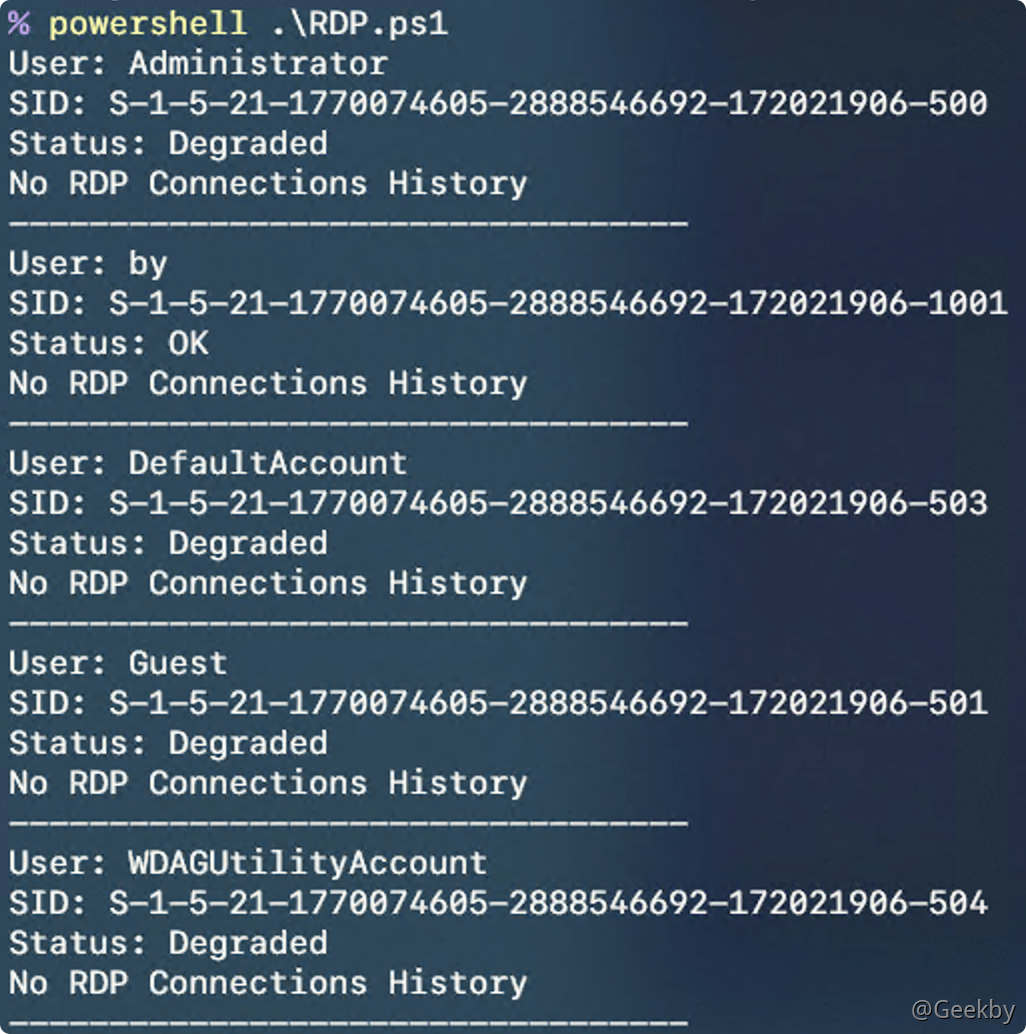 % powershell .\RDP.ps1
User: Administrator
SID: S-1-5-21-1770074605-2888546692-172021906-500
Status: Degraded
No RDP Connections History
----------------------------------
User: by
SID: S-1-5-21-1770074605-2888546692-172021906-1001
Status: OK
No RDP Connections History
----------------------------------
User: DefaultAccount
SID: S-1-5-21-1770074605-2888546692-172021906-503
Status: Degraded
No RDP Connections History
----------------------------------
User: Guest
SID: S-1-5-21-1770074605-2888546692-172021906-501
Status: Degraded
No RDP Connections History
----------------------------------
User: WDAGUtilityAccount
SID: S-1-5-21-1770074605-2888546692-172021906-504
Status: Degraded
No RDP Connections History
----------------------------------
@Geekby